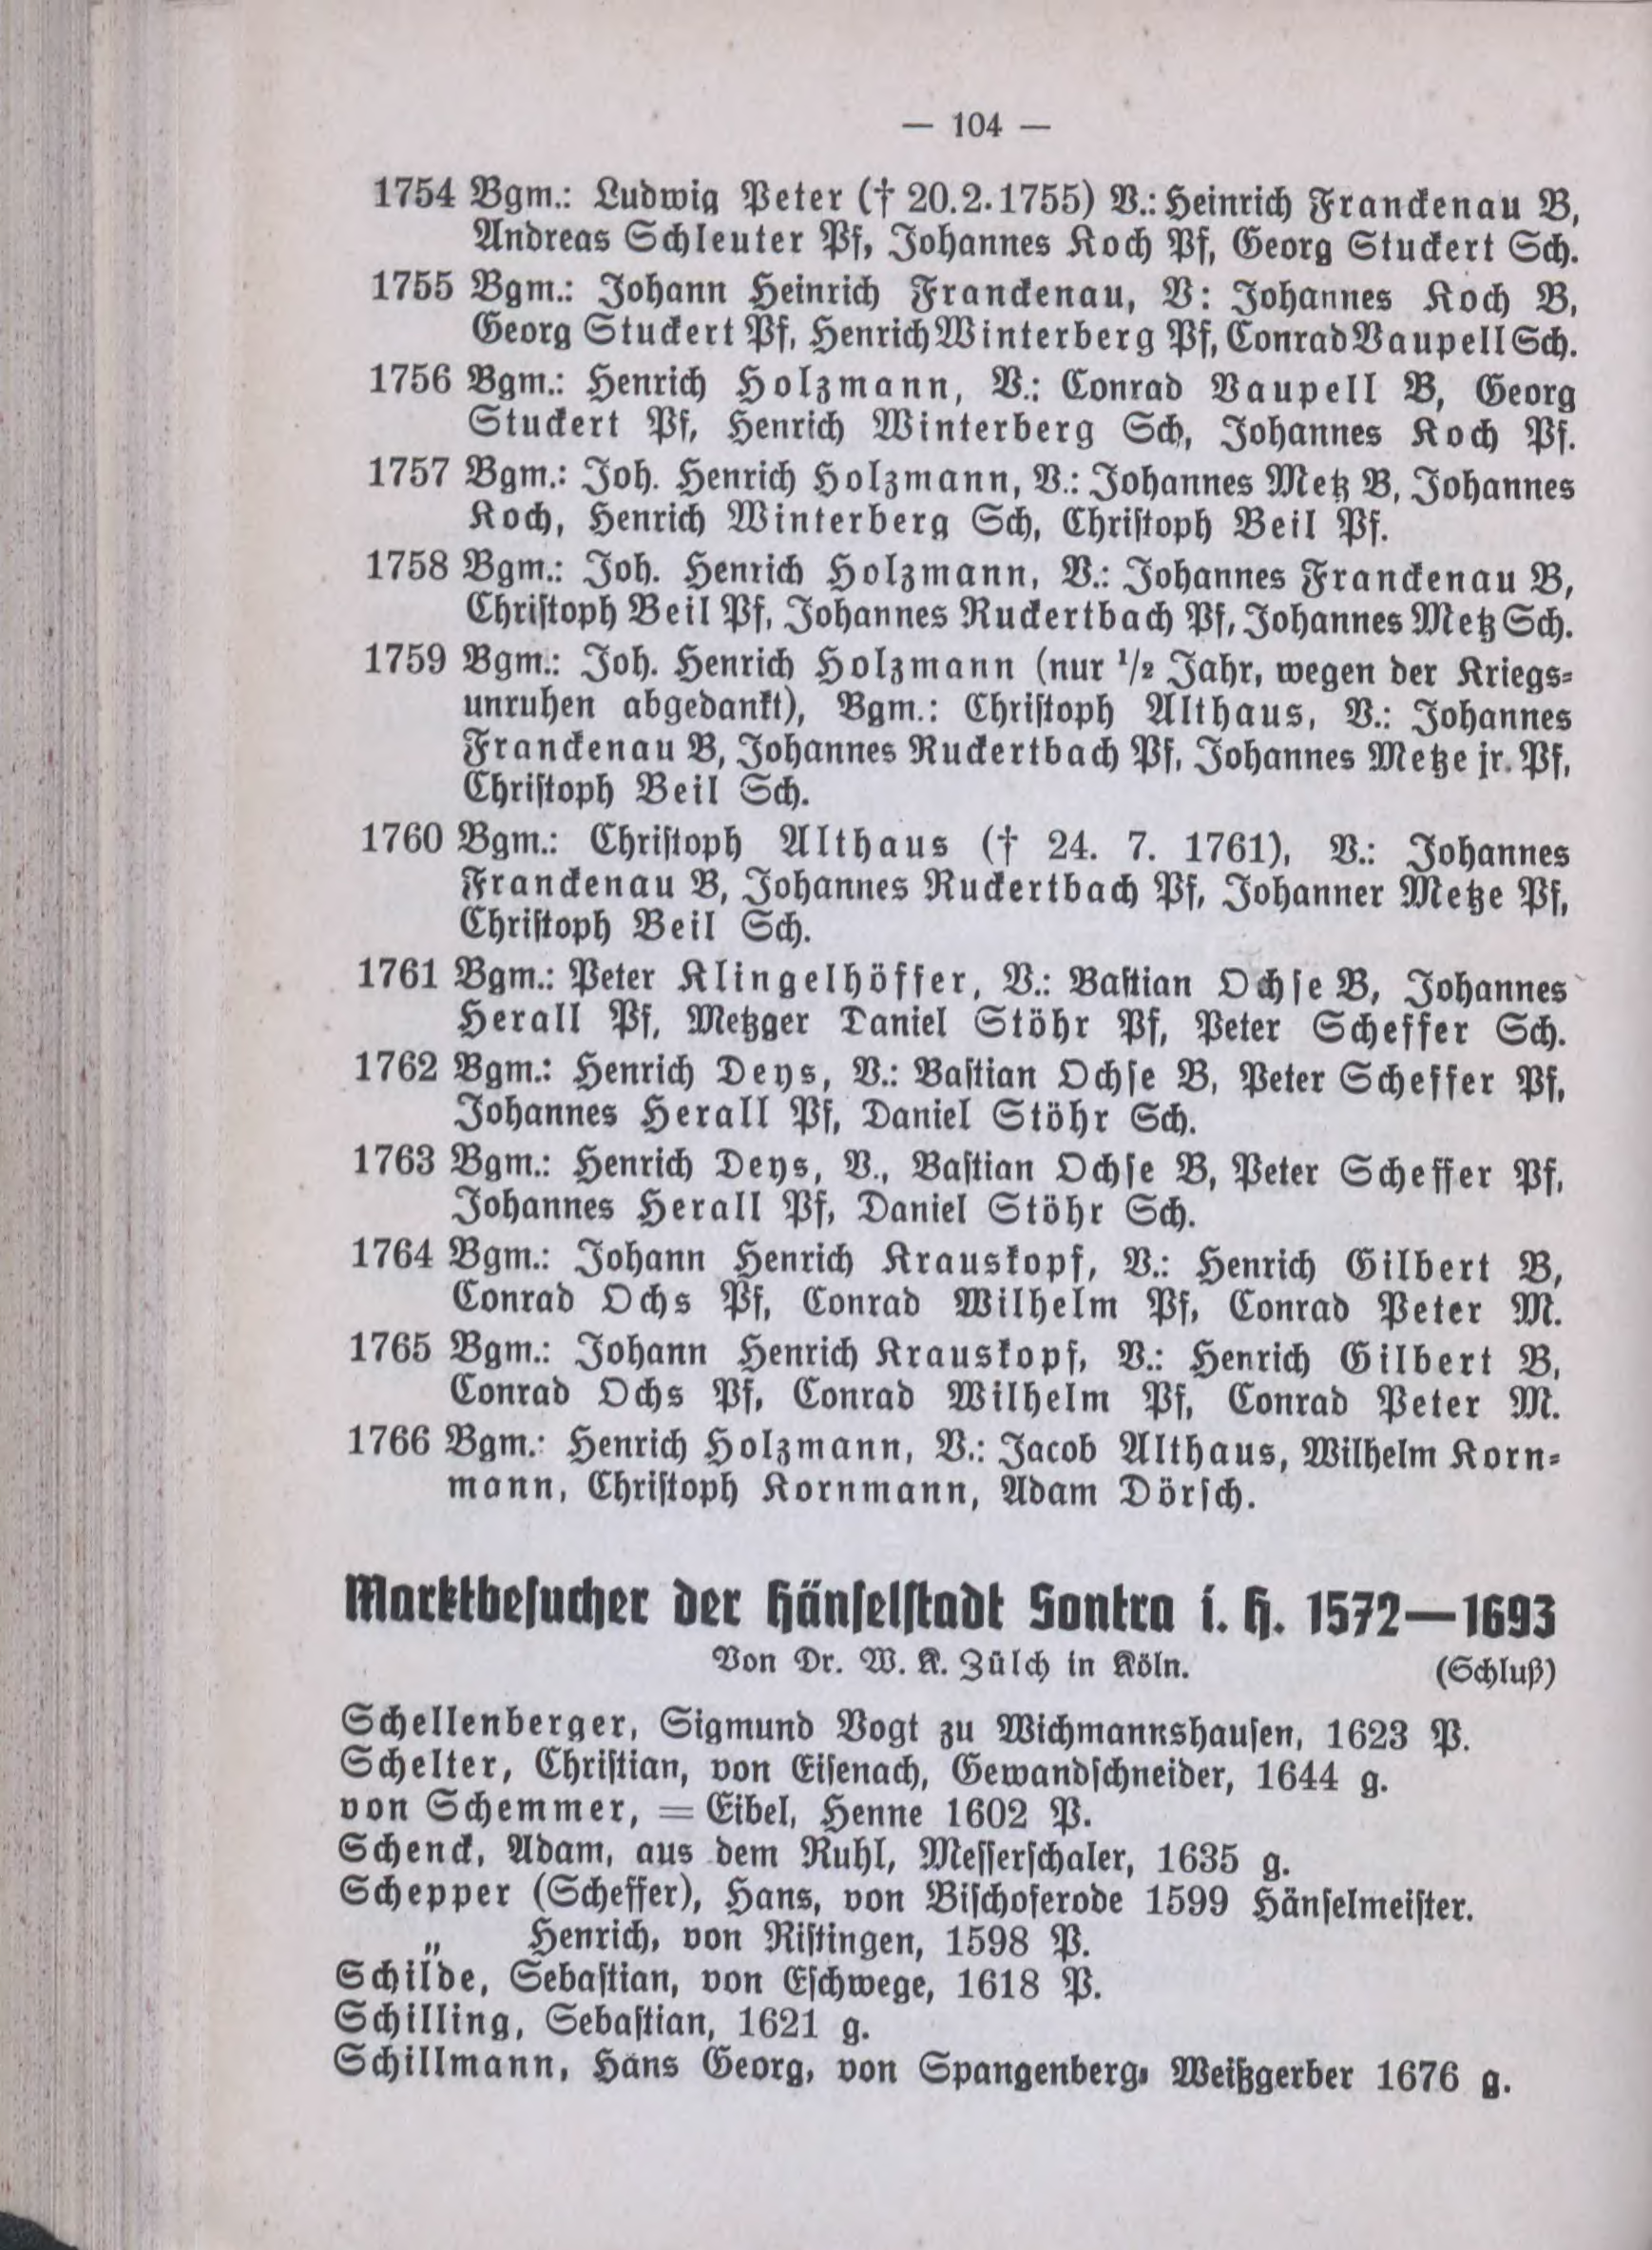 — 104 —
1754 Bgm.: Ludwig Peter († 20.2.1755) V.: Heinrich Franckenau B,
Andreas Schleuter Pf, Johannes Koch Pf, Georg Stuckert Sch.
1755 Bgm.: Johann Heinrich Franckenau, V: Johannes Koch B,
Georg Stuckert Pf, Henrich Winterberg Pf, Conrad Vaupell Sch.
1756 Bgm.: Henrich Holzmann, V.: Conrad Vaupell B, Georg
Stuckert Pf, Henrich Winterberg Sch, Johannes Koch Pf.
1757 Bgm.: Joh. Henrich Holzmann, V.: Johannes Metz B, Johannes
Koch, Henrich Winterberg Sch, Christoph Beil Pf.
1758 Bgm.: Joh. Henrich Holzmann, V.: Johannes Franckenau B,
Christoph Beil Pf, Johannes Ruckertbach Pf, Johannes Metz Sch.
1759 Bgm.: Joh. Henrich Holzmann (nur 1/2 Jahr, wegen der Kriegs-
unruhen abgedankt), Bgm.: Christoph Althaus, V.: Johannes
Franckenau B, Johannes Ruckertbach Pf, Johannes Metze jr. Pf,
Christoph Beil Sch.
1760 Bgm.: Christoph Althaus († 24. 7. 1761), V.: Johannes
Franckenau B, Johannes Ruckertbach Pf, Johanner Metze Pf,
Christoph Beil Sch.
1761 Bgm.: Peter Klingelhöffer, V.: Bastian Ochse B, Johannes
Herall Pf, Metzger Daniel Stöhr Pf, Peter Scheffer Sch.
1762 Bgm.: Henrich Deys, V.: Bastian Ochse B, Peter Scheffer Pf,
Johannes Herall Pf, Daniel Stöhr Sch.
1763 Bgm.: Henrich Deys, V., Bastian Ochse B, Peter Scheffer Pf,
Johannes Herall Pf, Daniel Stöhr Sch.
1764 Bgm.: Johann Henrich Krauskopf, V.: Henrich Gilbert B,
Conrad Ochs Pf, Conrad Wilhelm Pf, Conrad Peter M.
1765 Bgm.: Johann Henrich Krauskopf, V.: Henrich Gilbert B,
Conrad Ochs Pf, Conrad Wilhelm Pf, Conrad Peter M.
1766 Bgm.: Henrich Holzmann, V.: Jacob Althaus, Wilhelm Korn-
mann, Christoph Kornmann, Adam Dörsch.
Marktbesucher der Hänselstadt Sontra i. H. 1572—1693
Von Dr. W. K. Zülch in Köln. (Schluß)
Schellenberger, Sigmund Vogt zu Wichmannshausen, 1623 P.
Schelter, Christian, von Eisenach, Gewandschneider, 1644 g.
von Schemmer, = Eibel, Henne 1602 P.
Schenck, Adam, aus dem Ruhl, Messerschaler, 1635 g.
Schepper (Scheffer), Hans, von Bischoferode 1599 Hänselmeister.
„ Henrich, von Ristingen, 1598 P.
Schilde, Sebastian, von Eschwege, 1618 P.
Schilling, Sebastian, 1621 g.
Schillmann, Hans Georg, von Spangenberg, Weißgerber 1676 g.